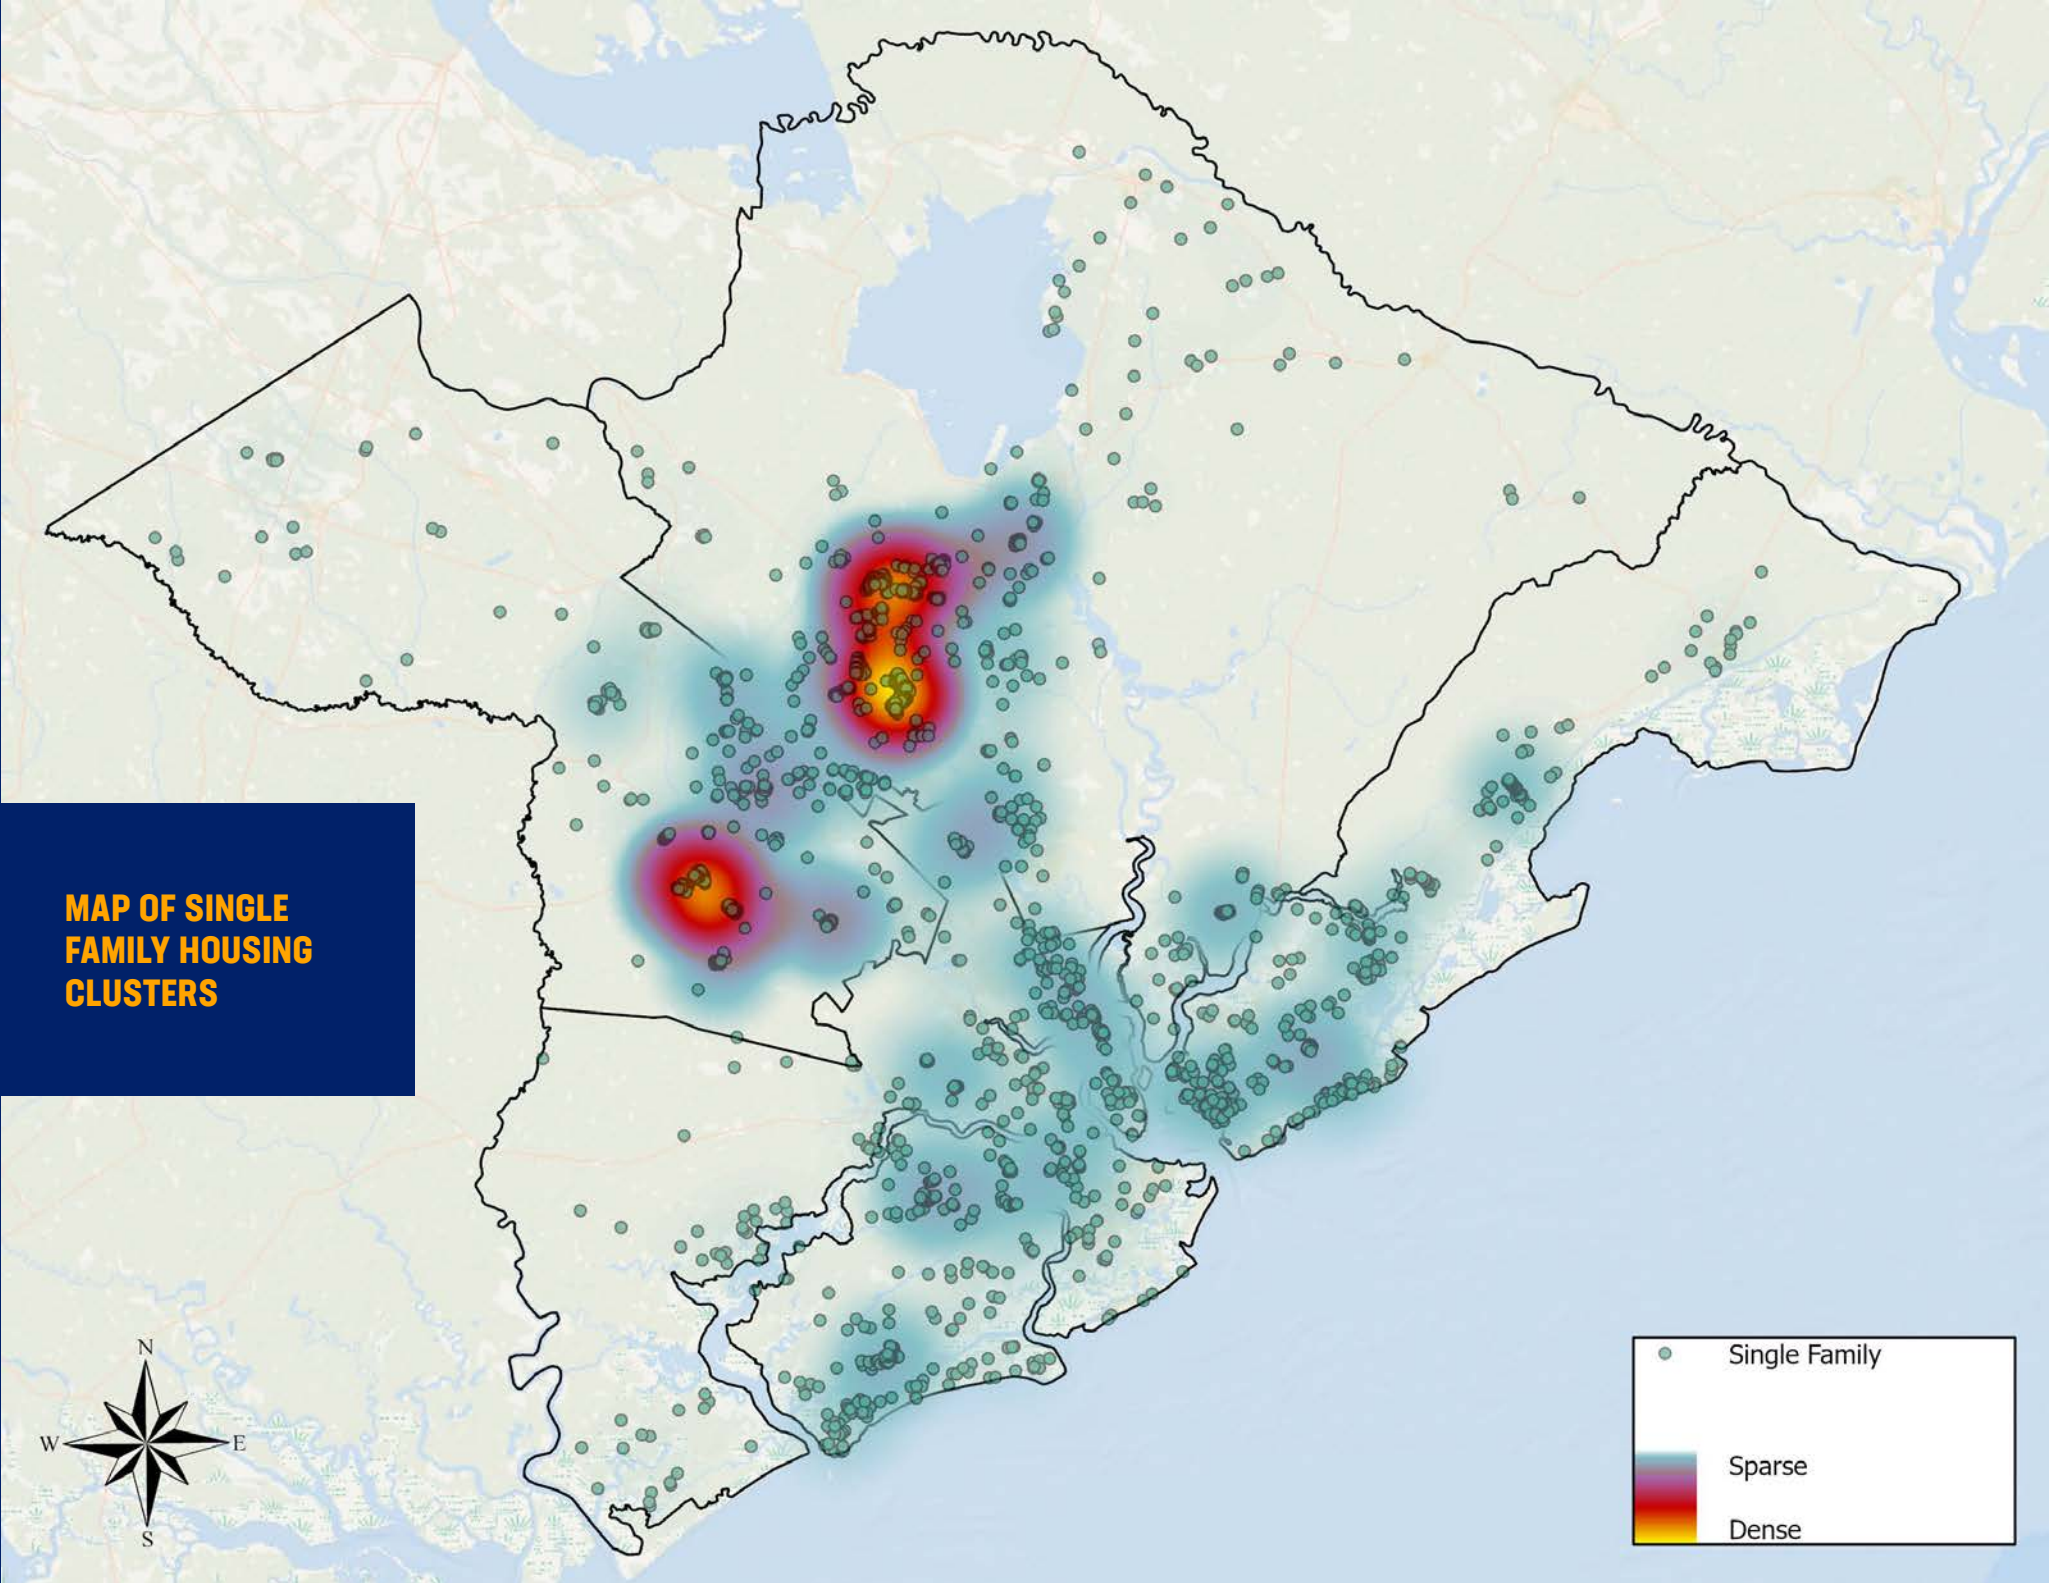 MAP OF SINGLE
FAMILY HOUSING
CLUSTERS
N
W
E
S
Single Family
Sparse
Dense